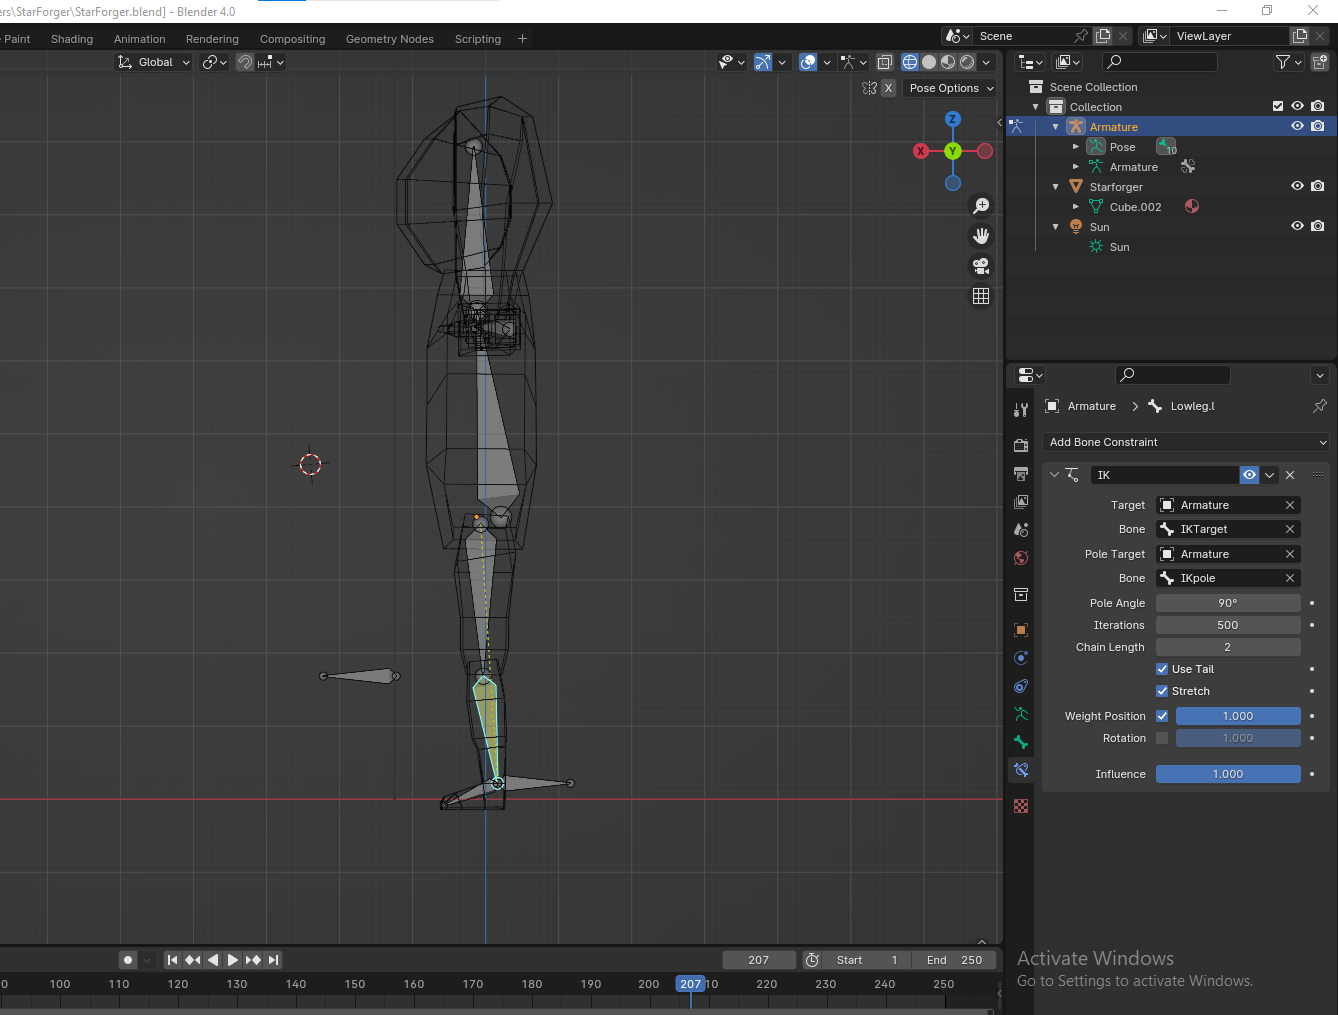 ers\StarForger\StarForger.blend] - Blender 4.0
Paint Shading Animation Rendering Compositing Geometry Nodes Scripting +
Scene
ViewLayer
Global
X Pose Options
Z
X
Y
Scene Collection
Collection
Armature
Pose 10
Armature
Starforger
Cube.002
Sun
Sun
Armature > Lowleg.l
Add Bone Constraint
IK
Target Armature
Bone IKTarget
Pole Target Armature
Bone IKpole
Pole Angle 90°
Iterations 500
Chain Length 2
Use Tail
Stretch
Weight Position 1.000
Rotation 1.000
Influence 1.000
207 Start 1 End 250
0 100 110 120 130 140 150 160 170 180 190 200 207 10 220 230 240 250
Activate Windows
Go to Settings to activate Windows.